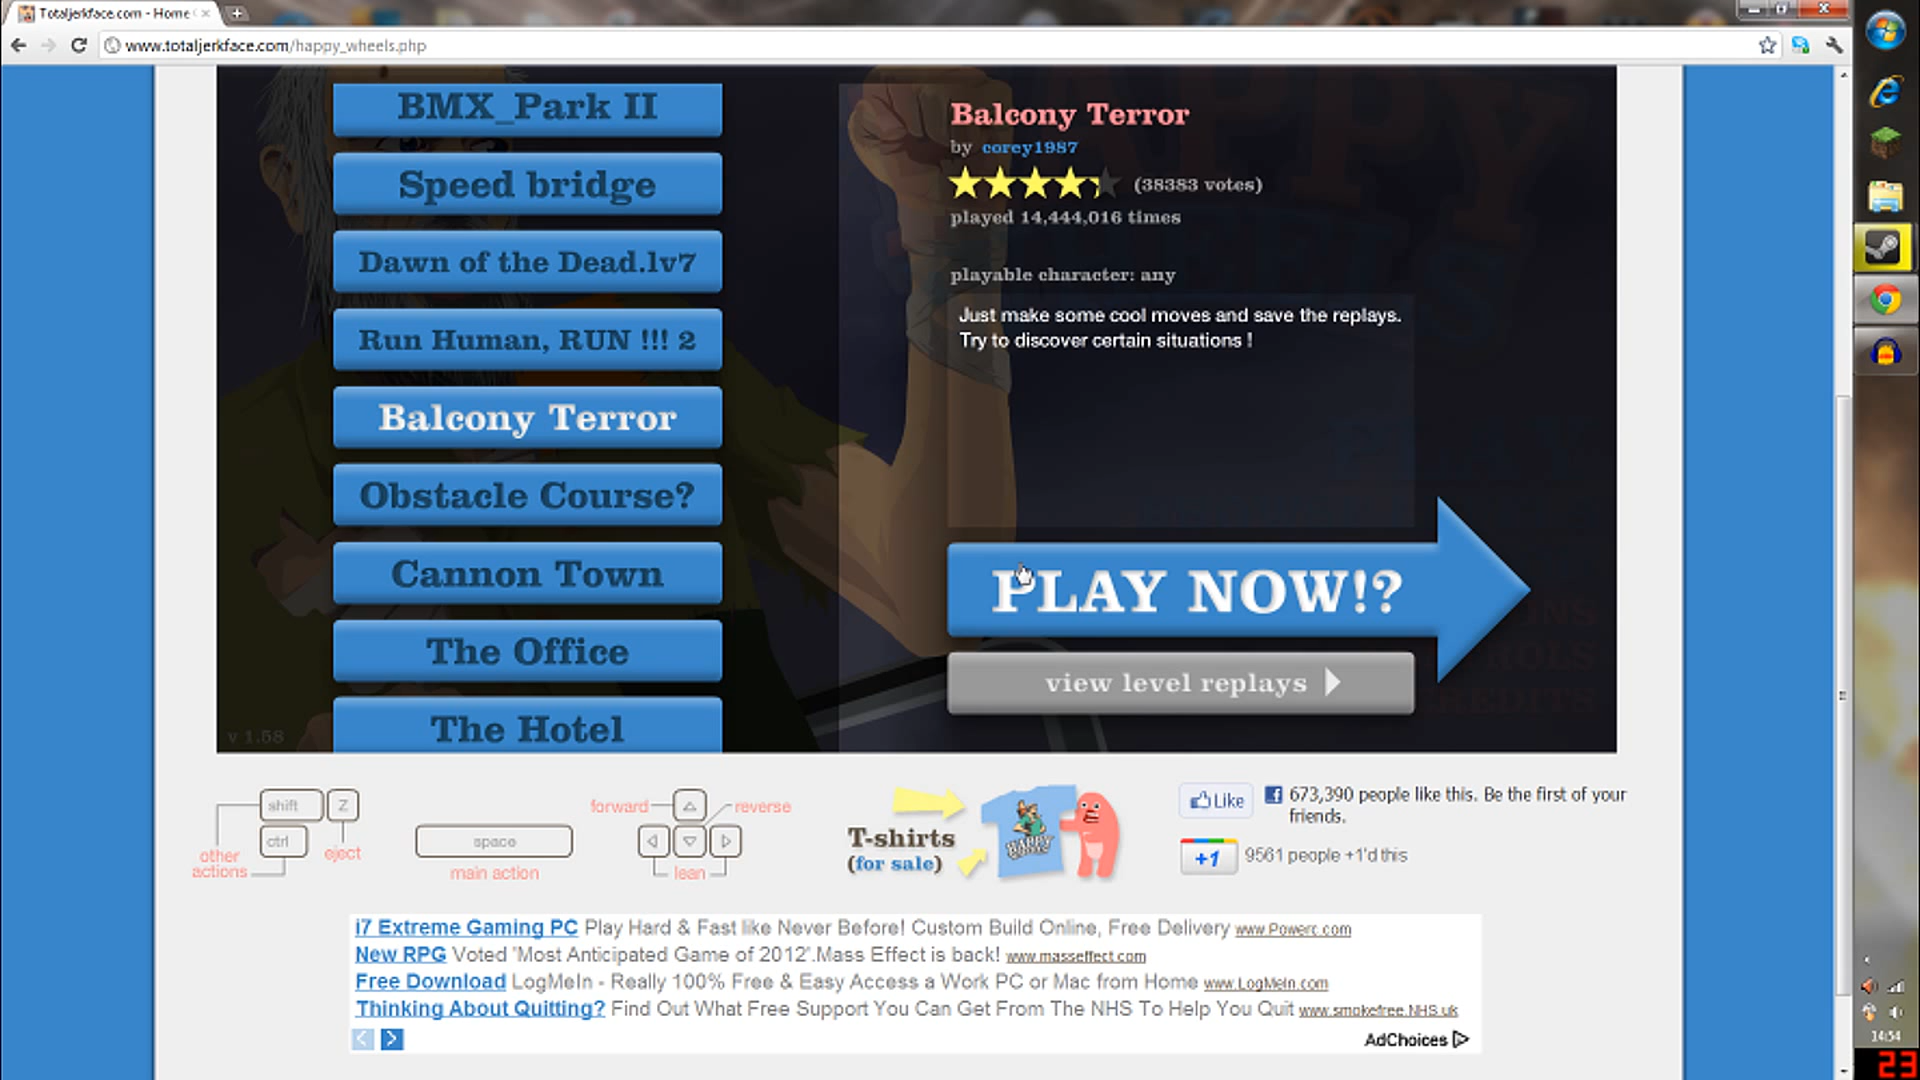 Totaljerkface.com - Home
www.totaljerkface.com/happy_wheels.php
BMX_Park II
Speed bridge
Dawn of the Dead.lv7
Run Human, RUN !!! 2
Balcony Terror
Obstacle Course?
Cannon Town
The Office
The Hotel
v 1.58
Balcony Terror
by corey1987
(38383 votes)
played 14,444,016 times
playable character: any
Just make some cool moves and save the replays.
Try to discover certain situations !
PLAY NOW!?
view level replays
shift
Z
ctrl
other
actions
eject
space
main action
forward
reverse
lean
T-shirts
(for sale)
HAPPY
Like
673,390 people like this. Be the first of your
friends.
+1
9561 people +1'd this
i7 Extreme Gaming PC Play Hard & Fast like Never Before! Custom Build Online, Free Delivery www.Powerc.com
New RPG Voted "Most Anticipated Game of 2012".Mass Effect is back! www.masseffect.com
Free Download LogMeIn - Really 100% Free & Easy Access a Work PC or Mac from Home www.LogMeIn.com
Thinking About Quitting? Find Out What Free Support You Can Get From The NHS To Help You Quit www.smokefree.NHS.uk
AdChoices
14:54
23